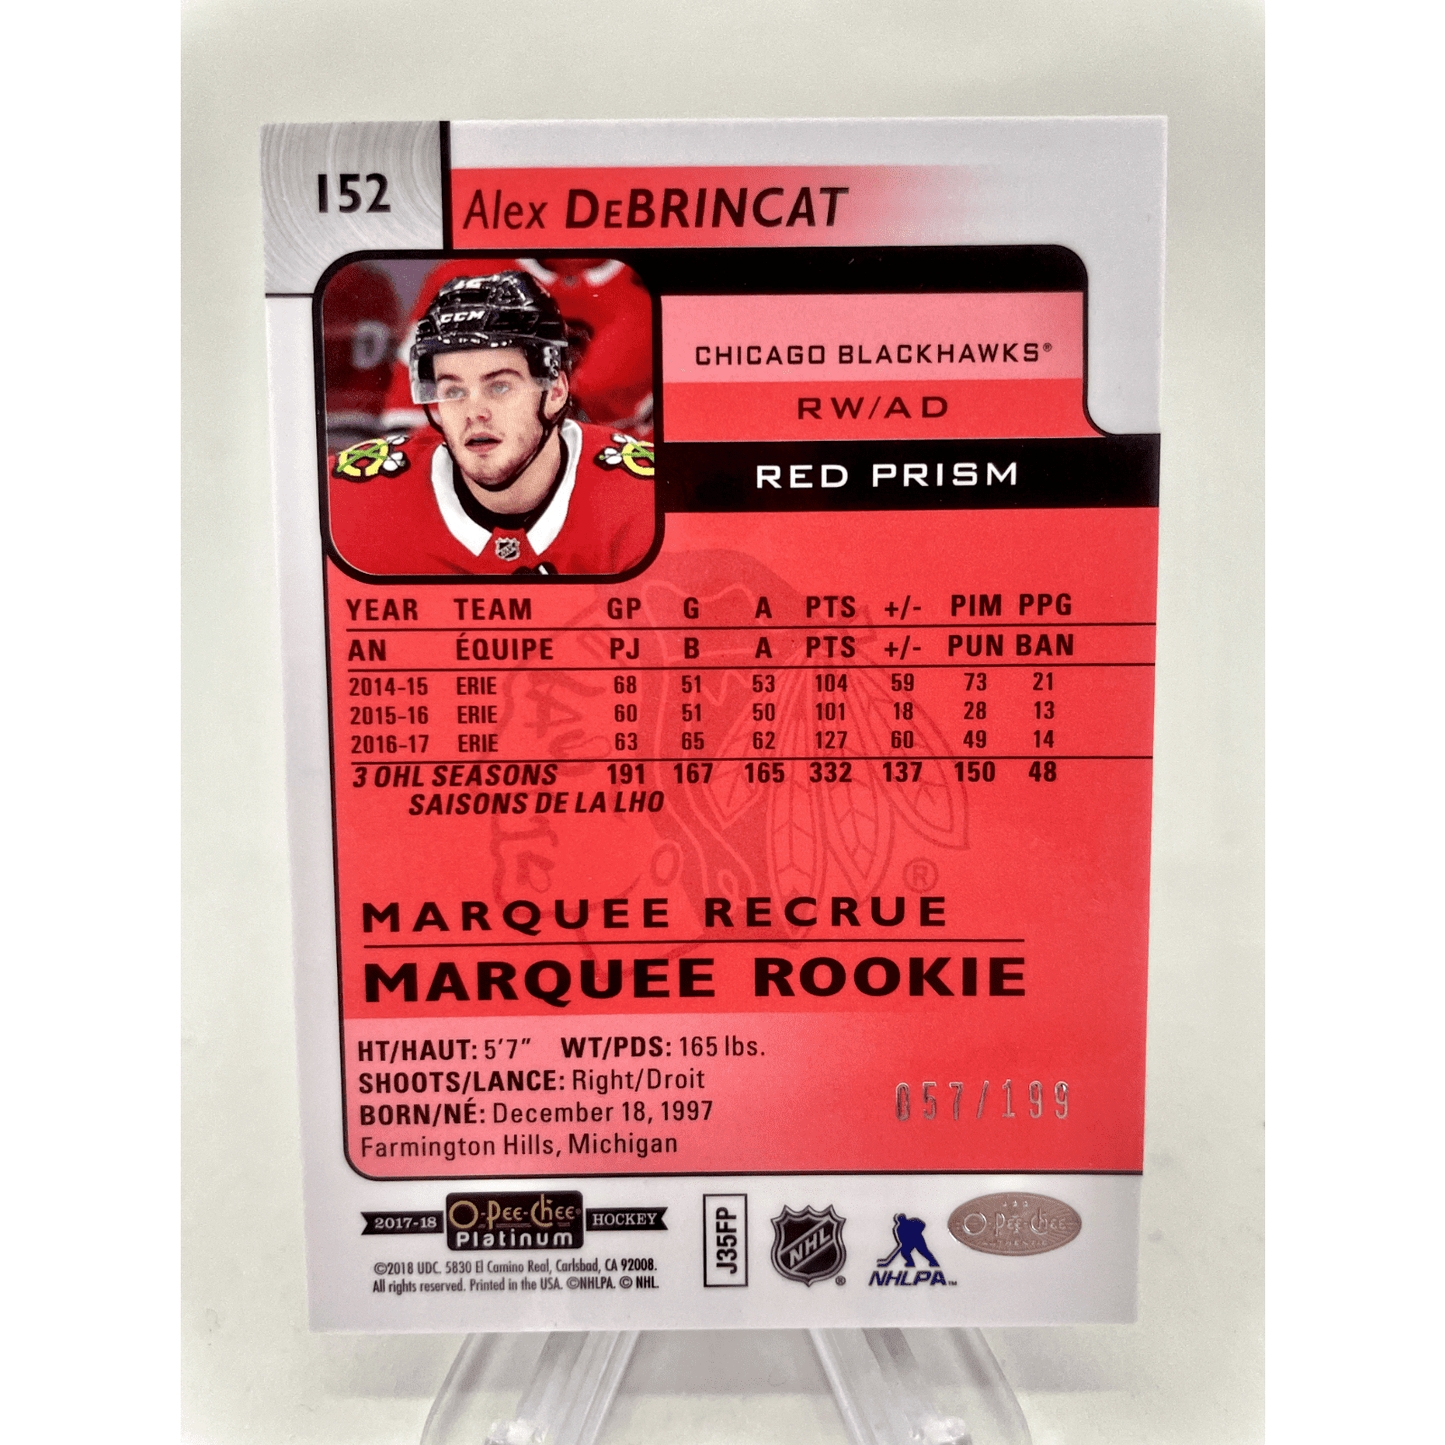 152
Alex DeBRINCAT
CCM
CHICAGO BLACKHAWKS®
RW/AD
RED PRISM
YEAR TEAM GP G A PTS +/- PIM PPG
AN ÉQUIPE PJ B A PTS +/- PUN BAN
2014-15 ERIE 68 51 53 104 59 73 21
2015-16 ERIE 60 51 50 101 18 28 13
2016-17 ERIE 63 65 62 127 60 49 14
3 OHL SEASONS 191 167 165 332 137 150 48
SAISONS DE LA LHO
®
MARQUEE RECRUE
MARQUEE ROOKIE
HT/HAUT: 5'7" WT/PDS: 165 lbs.
SHOOTS/LANCE: Right/Droit
BORN/NÉ: December 18, 1997
Farmington Hills, Michigan
057/199
2017-18 O-Pee-Chee Platinum HOCKEY
©2018 UDC. 5830 El Camino Real, Carlsbad, CA 92008.
All rights reserved. Printed in the USA. ©NHLPA. © NHL.
J35FP
NHL ®
NHLPA™
O-Pee-Chee